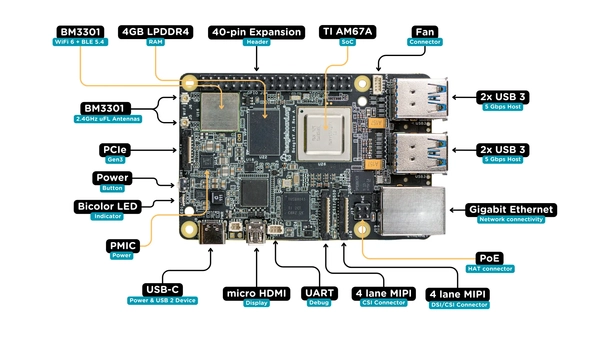 BM3301
WiFi 6 + BLE 5.4
4GB LPDDR4
RAM
40-pin Expansion
Header
TI AM67A
SoC
Fan
Connector
BM3301
2.4GHz uFL Antennas
PCIe
Gen3
Power
Button
Bicolor LED
Indicator
PMIC
Power
USB-C
Power & USB 2 Device
micro HDMI
Display
UART
Debug
4 lane MIPI
CSI Connector
4 lane MIPI
DSI/CSI Connector
PoE
HAT connector
Gigabit Ethernet
Network connectivity
2x USB 3
5 Gbps Host
2x USB 3
5 Gbps Host
beagleboard.org